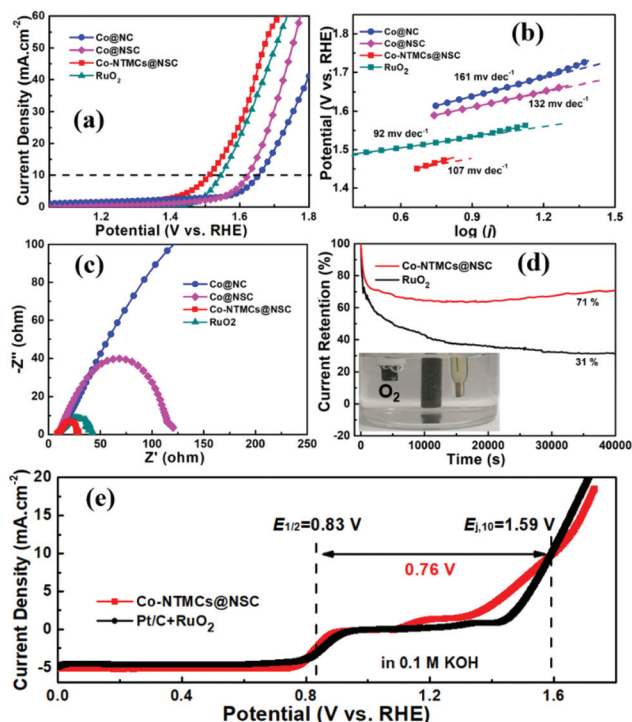 Current Density (mA.cm⁻²)
60
50
40
30
20
10
0
Co@NC
Co@NSC
Co-NTMCs@NSC
RuO₂
(a)
1.2
1.4
1.6
1.8
Potential (V vs. RHE)
Potential (V vs. RHE)
1.8
1.7
1.6
1.5
1.4
Co@NC
Co@NSC
Co-NTMCs@NSC
RuO₂
(b)
161 mv dec⁻¹
132 mv dec⁻¹
92 mv dec⁻¹
107 mv dec⁻¹
0.6
0.9
1.2
1.5
log (j)
-Z'' (ohm)
100
80
60
40
20
0
(c)
Co@NC
Co@NSC
Co-NTMCs@NSC
RuO2
0
50
100
150
200
250
Z' (ohm)
Current Retention (%)
100
80
60
40
20
0
-20
Co-NTMCs@NSC
RuO₂
(d)
71 %
31 %
O₂
0
10000
20000
30000
40000
Time (s)
Current Density (mA.cm⁻²)
20
15
10
5
0
-5
(e)
E₁/₂=0.83 V
Eⱼ,₁₀=1.59 V
0.76 V
Co-NTMCs@NSC
Pt/C+RuO₂
in 0.1 M KOH
0.0
0.4
0.8
1.2
1.6
Potential (V vs. RHE)